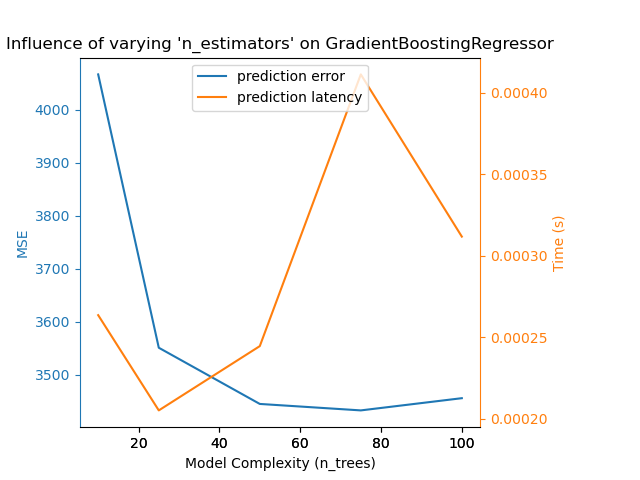 Influence of varying 'n_estimators' on GradientBoostingRegressor
prediction error
prediction latency
MSE
4000
3900
3800
3700
3600
3500
0.00040
0.00035
0.00030
0.00025
0.00020
Time (s)
20 40 60 80 100
Model Complexity (n_trees)